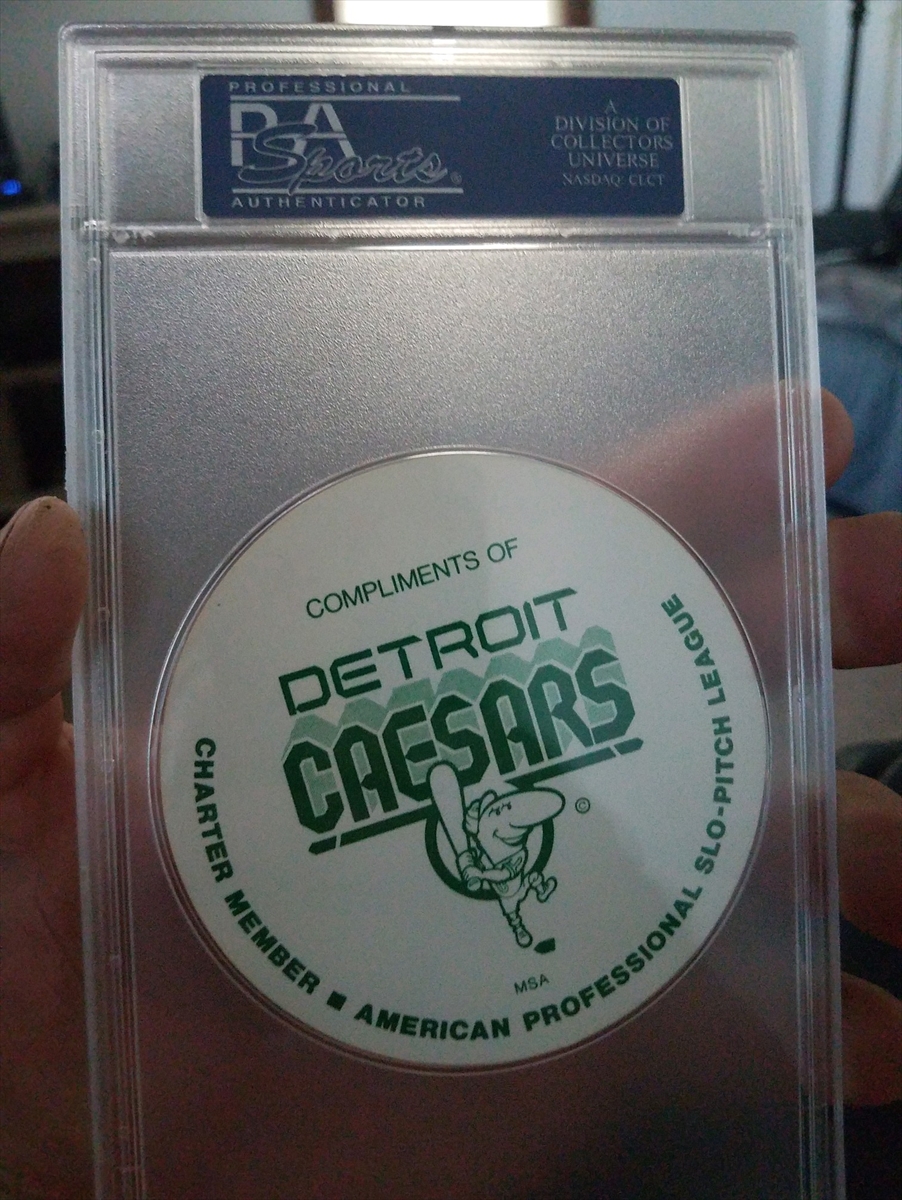 PROFESSIONAL
PSA
Sports®
AUTHENTICATOR
A
DIVISION OF
COLLECTORS
UNIVERSE
NASDAQ: CLCT
COMPLIMENTS OF
DETROIT
CAESARS
©
MSA
CHARTER MEMBER ■ AMERICAN PROFESSIONAL SLO-PITCH LEAGUE